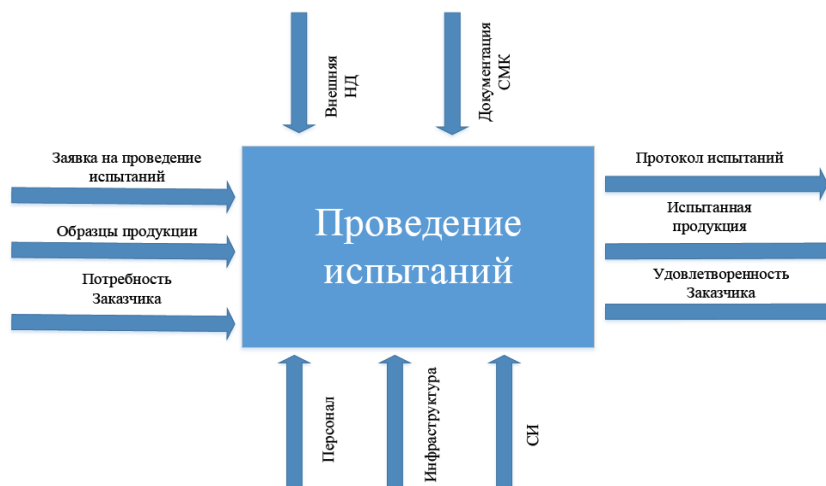 Внешняя
НД
Документация
СМК
Заявка на проведение
испытаний
Образцы продукции
Потребность
Заказчика
Проведение
испытаний
Протокол испытаний
Испытанная
продукция
Удовлетворенность
Заказчика
Персонал
Инфраструктура
СИ